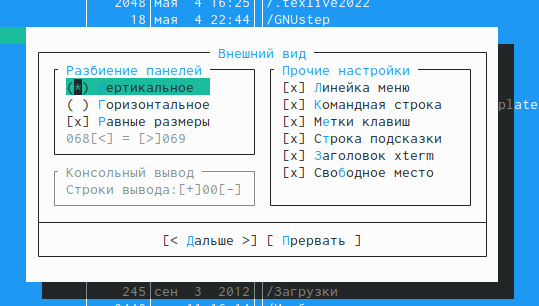 2048 мая 4 16:25 /.texlive2022
18 мая 4 22:44 /GNUstep
Внешний вид
Разбиение панелей
(*) Вертикальное
( ) Горизонтальное
[x] Равные размеры
068[<] = [>]069
Консольный вывод
Строки вывода:[+]00[-]
Прочие настройки
[x] Линейка меню
[x] Командная строка
[x] Метки клавиш
[x] Строка подсказки
[x] Заголовок xterm
[x] Свободное место
plate
[< Дальше >] [ Прервать ]
245 сен 3 2012 /Загрузки